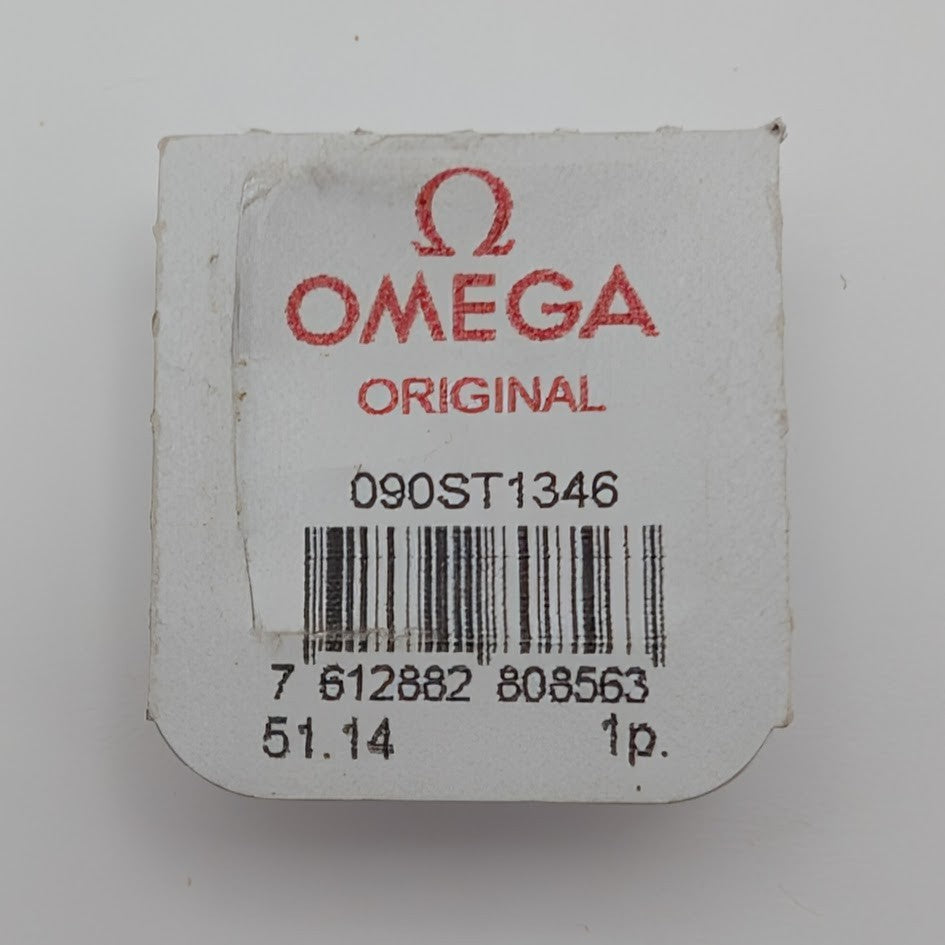 Ω
OMEGA
ORIGINAL
090ST1346
7 612882 808563
51.14 1p.